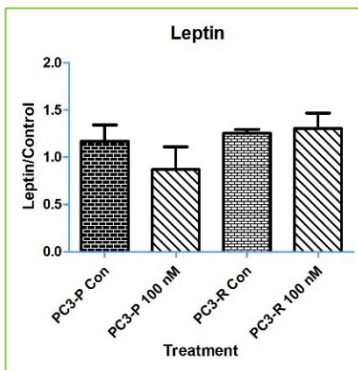 Leptin
2.0
1.5
1.0
0.5
0.0
Leptin/Control
PC3-P Con
PC3-P 100 nM
PC3-R Con
PC3-R 100 nM
Treatment